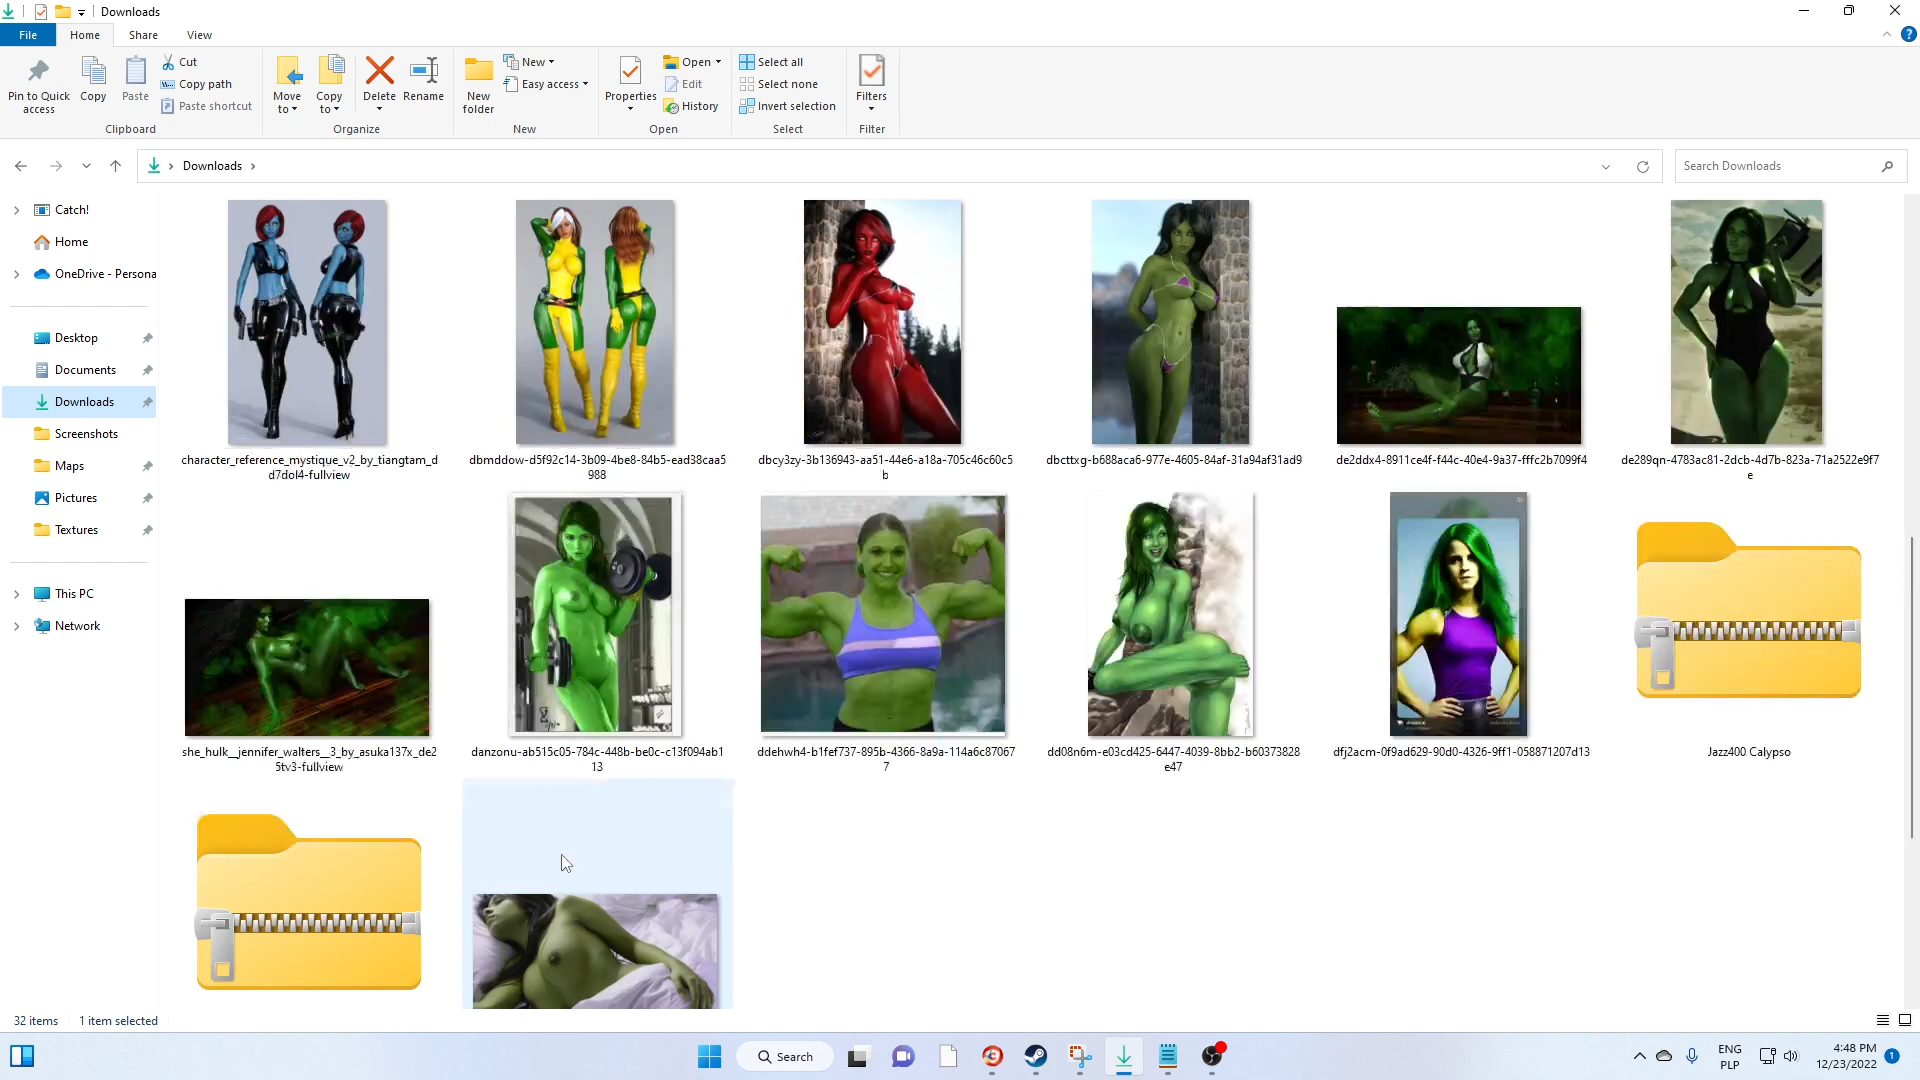 Downloads
File
Home
Share
View
Pin to Quick access
Copy
Paste
Cut
Copy path
Paste shortcut
Clipboard
Move to
Copy to
Delete
Rename
Organize
New folder
New
Easy access
New
Properties
Open
Edit
History
Open
Select all
Select none
Invert selection
Select
Filters
Filter
Downloads
Search Downloads
Catch!
Home
OneDrive - Persona
Desktop
Documents
Downloads
Screenshots
Maps
Pictures
Textures
This PC
Network
character_reference_mystique_v2_by_tiangtam_d
d7dol4-fullview
dbmddow-d5f92c14-3b09-4be8-84b5-ead38caa5
988
dbcy3zy-3b136943-aa51-44e6-a18a-705c46c60c5
b
dbcttxg-b688aca6-977e-4605-84af-31a94af31ad9
de2ddx4-8911ce4f-f44c-40e4-9a37-fffc2b7099f4
de289qn-4783ac81-2dcb-4d7b-823a-71a2522e9f7
e
she_hulk__jennifer_walters__3_by_asuka137x_de2
5tv3-fullview
danzonu-ab515c05-784c-448b-be0c-c13f094ab1
13
ddehwh4-b1fef737-895b-4366-8a9a-114a6c87067
7
dd08n6m-e03cd425-6447-4039-8bb2-b60373828
e47
dfj2acm-0f9ad629-90d0-4326-9ff1-058871207d13
Jazz400 Calypso
32 items
1 item selected
Search
ENG
PLP
4:48 PM
12/23/2022
1